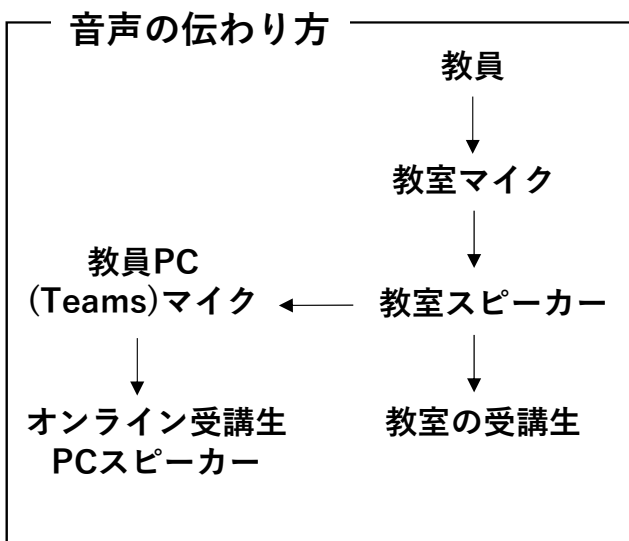 音声の伝わり方
教員
教室マイク
教員PC
(Teams)マイク
教室スピーカー
オンライン受講生
PCスピーカー
教室の受講生